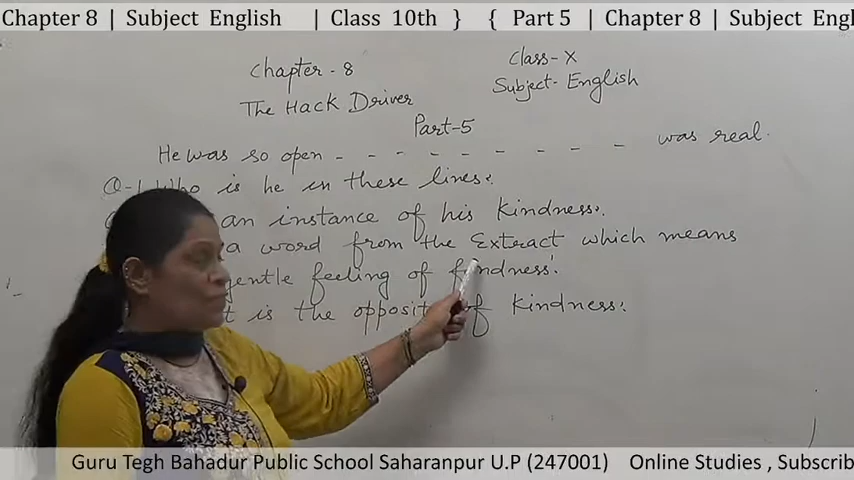 Chapter 8 | Subject English | Class 10th } { Part 5 | Chapter 8 | Subject Engl
Chapter - 8
Class - X
The Hack Driver
Subject - English
Part-5
He was so open - - - - - - - - - was real.
Q-1 Who is he in these lines?
an instance of his kindness.
a word from the Extract which means
gentle feeling of fondness'.
is the opposite of kindness?
Guru Tegh Bahadur Public School Saharanpur U.P (247001) Online Studies , Subscrib